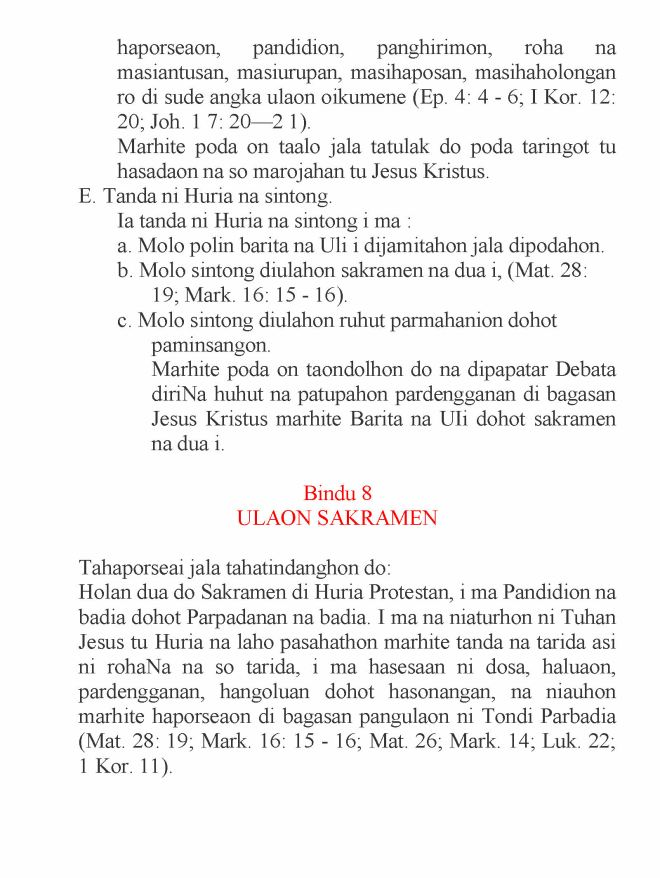 haporseaon, pandidion, panghirimon, roha na
masiantusan, masiurupan, masihaposan, masihaholongan
ro di sude angka ulaon oikumene (Ep. 4: 4 - 6; I Kor. 12:
20; Joh. 1 7: 20—2 1).
Marhite poda on taalo jala tatulak do poda taringot tu
hasadaon na so marojahan tu Jesus Kristus.
E. Tanda ni Huria na sintong.
Ia tanda ni Huria na sintong i ma :
a. Molo polin barita na Uli i dijamitahon jala dipodahon.
b. Molo sintong diulahon sakramen na dua i, (Mat. 28:
19; Mark. 16: 15 - 16).
c. Molo sintong diulahon ruhut parmahanion dohot
paminsangon.
Marhite poda on taondolhon do na dipapatar Debata
diriNa huhut na patupahon pardengganan di bagasan
Jesus Kristus marhite Barita na UIi dohot sakramen
na dua i.
Bindu 8
ULAON SAKRAMEN
Tahaporseai jala tahatindanghon do:
Holan dua do Sakramen di Huria Protestan, i ma Pandidion na
badia dohot Parpadanan na badia. I ma na niaturhon ni Tuhan
Jesus tu Huria na laho pasahathon marhite tanda na tarida asi
ni rohaNa na so tarida, i ma hasesaan ni dosa, haluaon,
pardengganan, hangoluan dohot hasonangan, na niauhon
marhite haporseaon di bagasan pangulaon ni Tondi Parbadia
(Mat. 28: 19; Mark. 16: 15 - 16; Mat. 26; Mark. 14; Luk. 22;
1 Kor. 11).